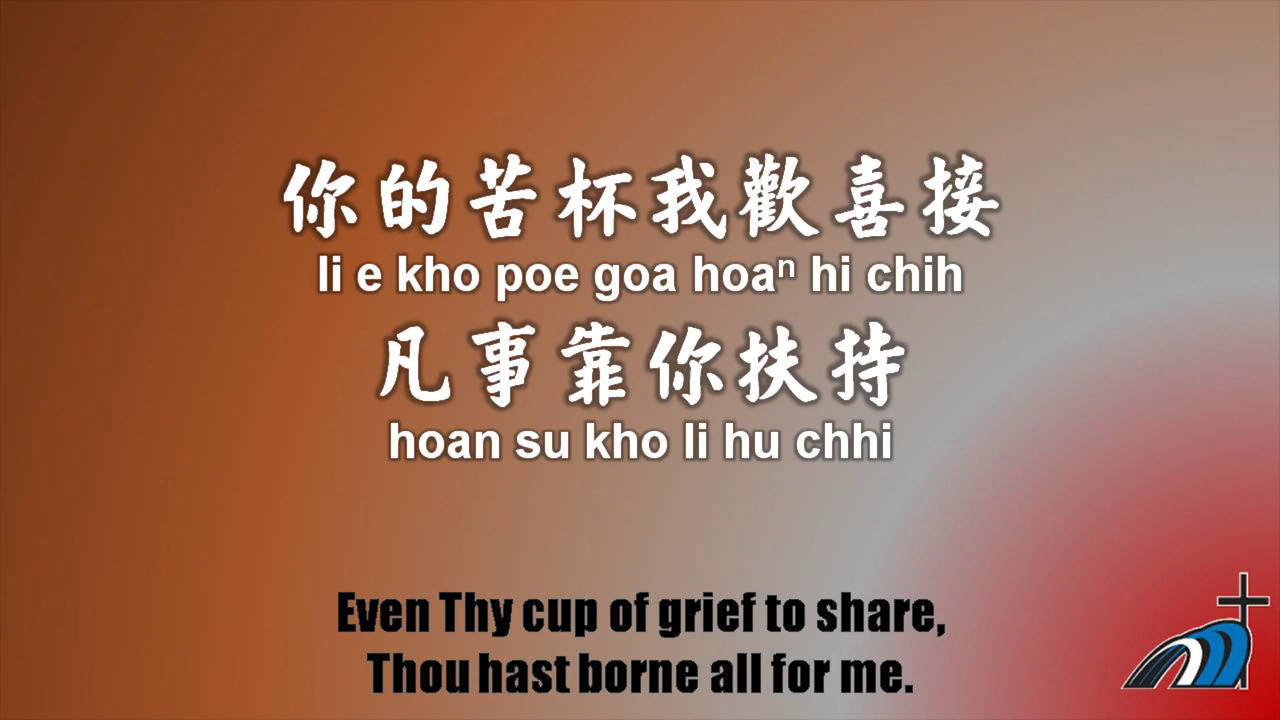 你的苦杯我歡喜接
li e kho poe goa hoaⁿ hi chih
凡事靠你扶持
hoan su kho li hu chhi
Even Thy cup of grief to share,
Thou hast borne all for me.